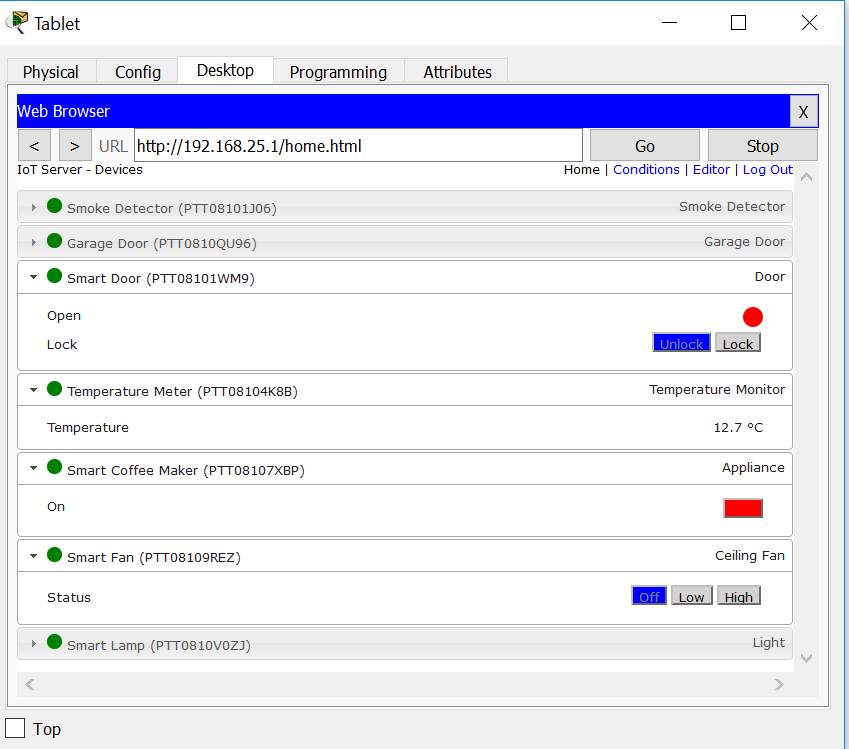 Tablet
Physical Config Desktop Programming Attributes
Web Browser X
< > URL http://192.168.25.1/home.html Go Stop
IoT Server - Devices Home | Conditions | Editor | Log Out
Smoke Detector (PTT08101J06) Smoke Detector
Garage Door (PTT0810QU96) Garage Door
Smart Door (PTT08101WM9) Door
Open
Lock Unlock Lock
Temperature Meter (PTT08104K8B) Temperature Monitor
Temperature 12.7 °C
Smart Coffee Maker (PTT08107XBP) Appliance
On
Smart Fan (PTT08109REZ) Ceiling Fan
Status Off Low High
Smart Lamp (PTT0810V0ZJ) Light
Top